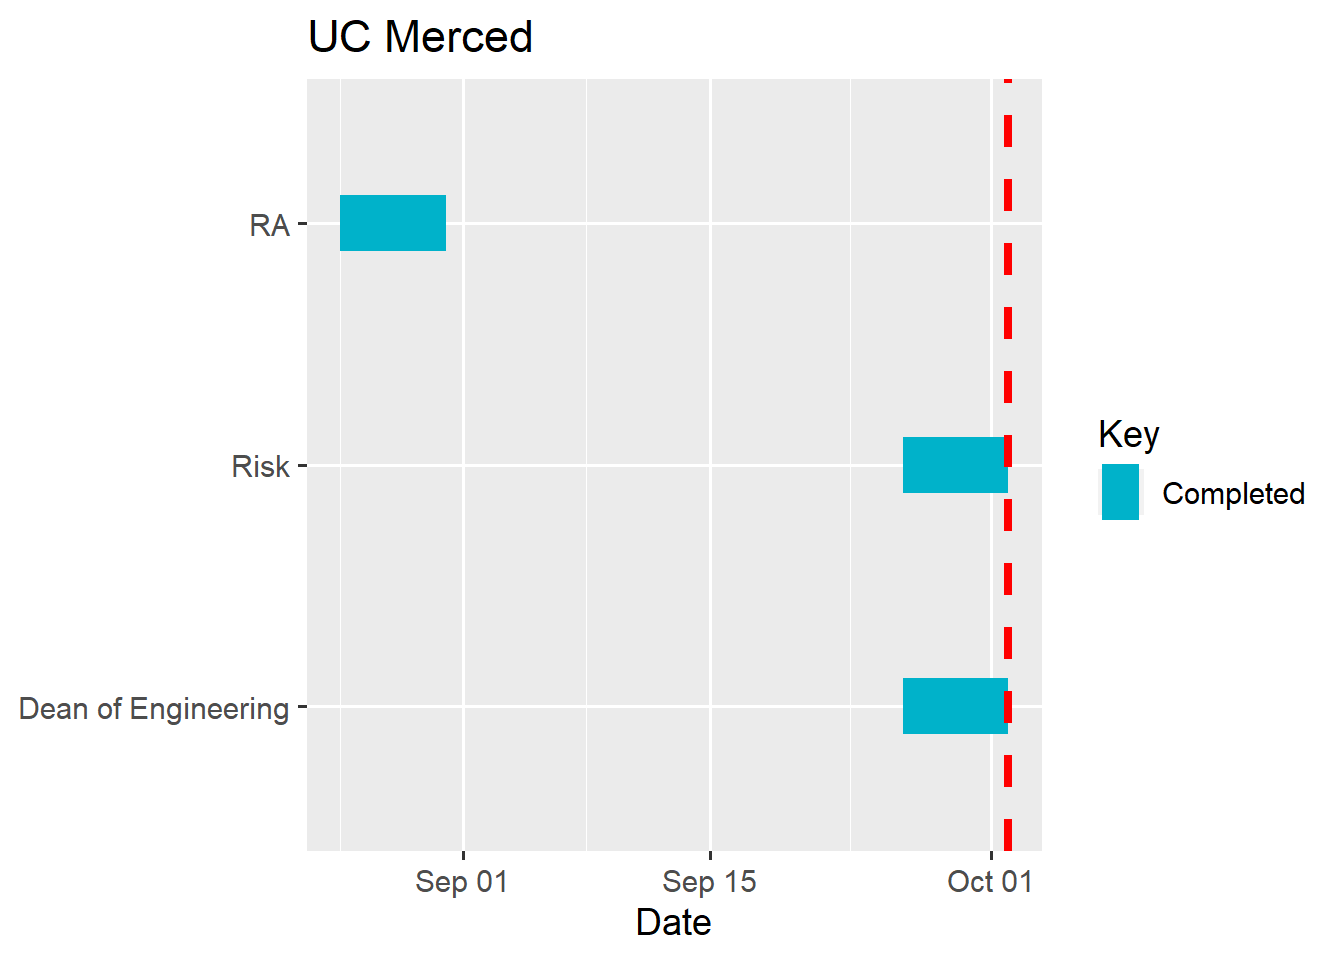 UC Merced
RA
Risk
Dean of Engineering
Sep 01 Sep 15 Oct 01
Date
Key
Completed